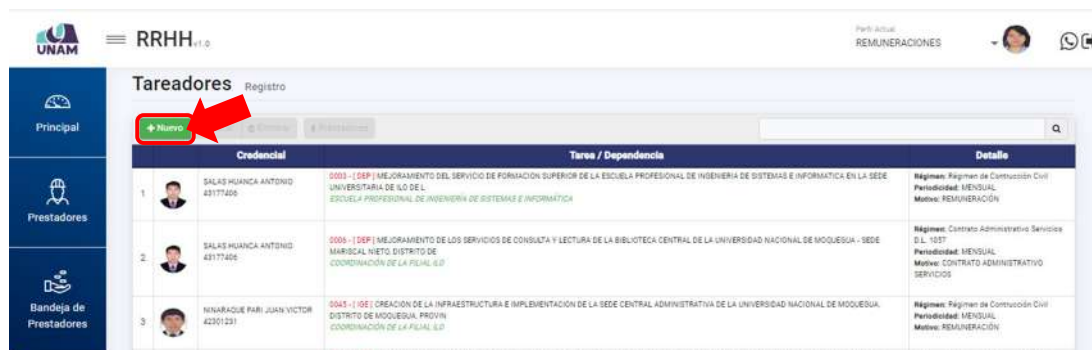 UNAM
RRHH v1.0
Perfil Actual
REMUNERACIONES
Tareadores Registro
Principal
Prestadores
Bandeja de
Prestadores
+ Nuevo
Credencial Tarea / Dependencia Detalle
1
SALAS HUANCA ANTONIO
43177406
0003 - [ DEP ] MEJORAMIENTO DEL SERVICIO DE FORMACION SUPERIOR DE LA ESCUELA PROFESIONAL DE INGENIERIA DE SISTEMAS E INFORMATICA EN LA SEDE
UNIVERSITARIA DE ILO DE L
ESCUELA PROFESIONAL DE INGENIERÍA DE SISTEMAS E INFORMÁTICA
Régimen: Régimen de Contrucción Civil
Periodicidad: MENSUAL
Motivo: REMUNERACIÓN
2
SALAS HUANCA ANTONIO
43177406
0006 - [ DEP ] MEJORAMIENTO DE LOS SERVICIOS DE CONSULTA Y LECTURA DE LA BIBLIOTECA CENTRAL DE LA UNIVERSIDAD NACIONAL DE MOQUEGUA - SEDE
MARISCAL NIETO, DISTRITO DE
COORDINACIÓN DE LA FILIAL ILO
Régimen: Contrato Administrativo Servicios
D.L. 1057
Periodicidad: MENSUAL
Motivo: CONTRATO ADMINISTRATIVO
SERVICIOS
3
NINARAQUE PARI JUAN VICTOR
42301231
0045 - [ IGE ] CREACION DE LA INFRAESTRUCTURA E IMPLEMENTACION DE LA SEDE CENTRAL ADMINISTRATIVA DE LA UNIVERSIDAD NACIONAL DE MOQUEGUA,
DISTRITO DE MOQUEGUA, PROVIN
COORDINACIÓN DE LA FILIAL ILO
Régimen: Régimen de Contrucción Civil
Periodicidad: MENSUAL
Motivo: REMUNERACIÓN